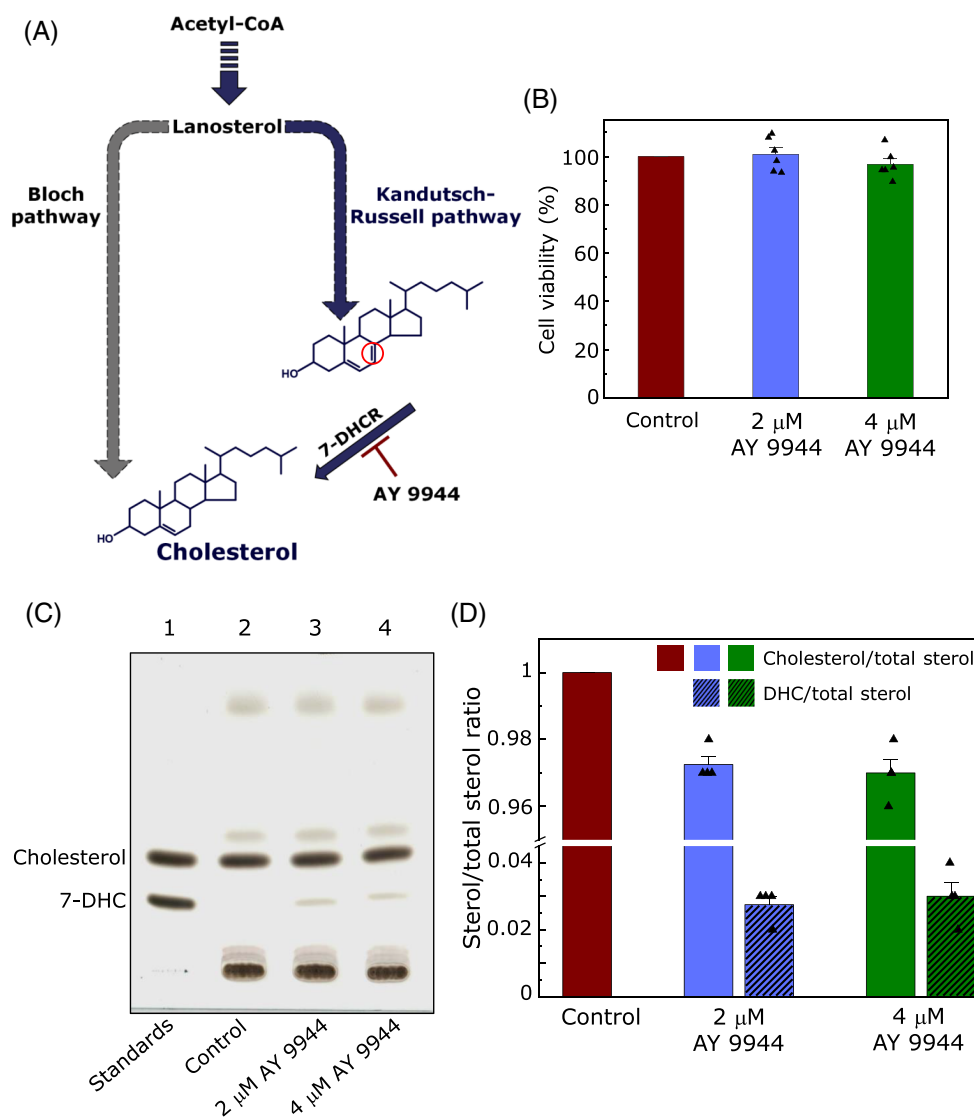 (A)
Acetyl-CoA
Lanosterol
Bloch
pathway
Kandutsch-
Russell pathway
HO
7-DHCR
AY 9944
HO
Cholesterol
(B)
Cell viability (%)
100
80
60
40
20
0
Control
2 μM
AY 9944
4 μM
AY 9944
(C)
1 2 3 4
Cholesterol
7-DHC
Standards
Control
2 μM AY 9944
4 μM AY 9944
(D)
Sterol/total sterol ratio
Cholesterol/total sterol
DHC/total sterol
1
0.98
0.96
0.04
0.02
0
Control
2 μM
AY 9944
4 μM
AY 9944